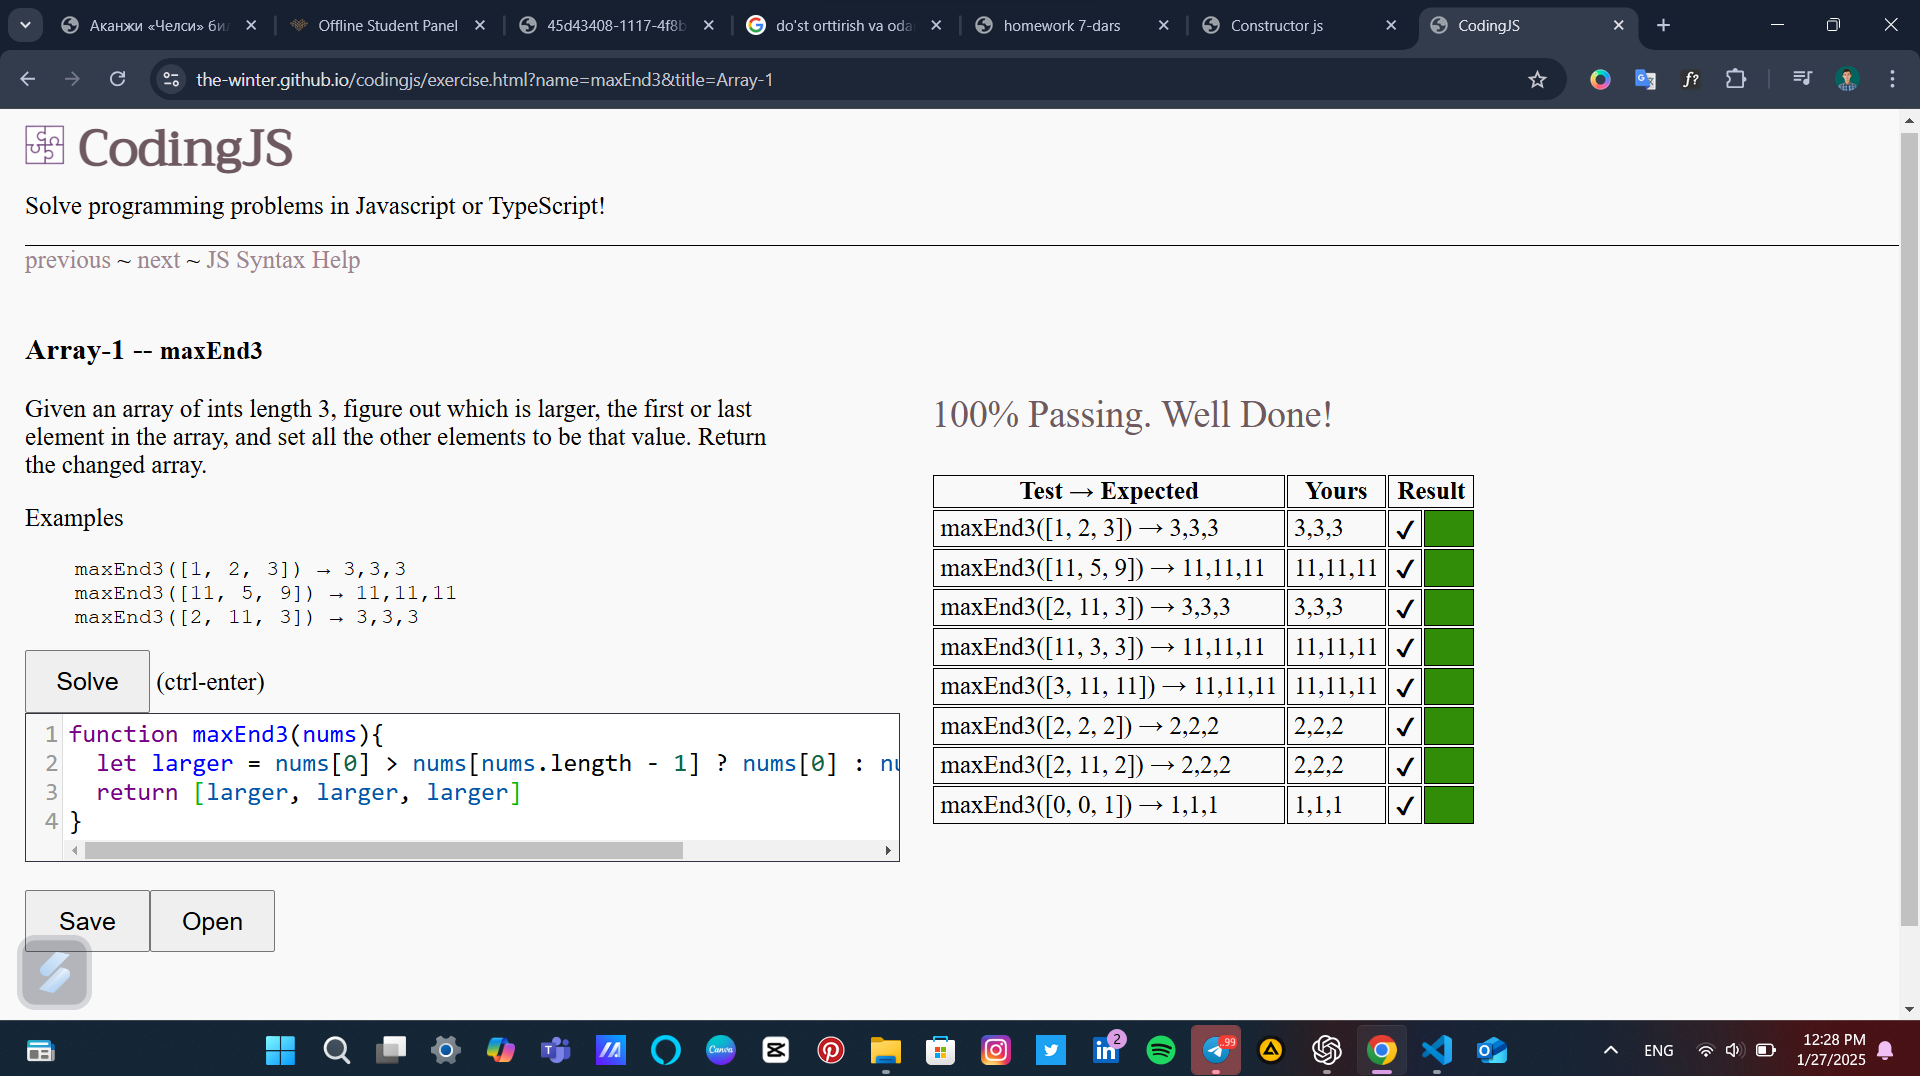 Аканжи «Челси» би
Offline Student Panel
45d43408-1117-4f8b
do'st orttirish va oda
homework 7-dars
Constructor js
CodingJS
the-winter.github.io/codingjs/exercise.html?name=maxEnd3&title=Array-1
CodingJS
Solve programming problems in Javascript or TypeScript!
previous ~ next ~ JS Syntax Help
Array-1 -- maxEnd3
Given an array of ints length 3, figure out which is larger, the first or last
element in the array, and set all the other elements to be that value. Return
the changed array.
Examples
maxEnd3([1, 2, 3]) → 3,3,3
maxEnd3([11, 5, 9]) → 11,11,11
maxEnd3([2, 11, 3]) → 3,3,3
Solve (ctrl-enter)
1 function maxEnd3(nums){
2 let larger = nums[0] > nums[nums.length - 1] ? nums[0] : nu
3 return [larger, larger, larger]
4 }
Save Open
100% Passing. Well Done!
Test → Expected Yours Result
maxEnd3([1, 2, 3]) → 3,3,3 3,3,3 ✔
maxEnd3([11, 5, 9]) → 11,11,11 11,11,11 ✔
maxEnd3([2, 11, 3]) → 3,3,3 3,3,3 ✔
maxEnd3([11, 3, 3]) → 11,11,11 11,11,11 ✔
maxEnd3([3, 11, 11]) → 11,11,11 11,11,11 ✔
maxEnd3([2, 2, 2]) → 2,2,2 2,2,2 ✔
maxEnd3([2, 11, 2]) → 2,2,2 2,2,2 ✔
maxEnd3([0, 0, 1]) → 1,1,1 1,1,1 ✔
Canva
2
..99
ENG
12:28 PM
1/27/2025